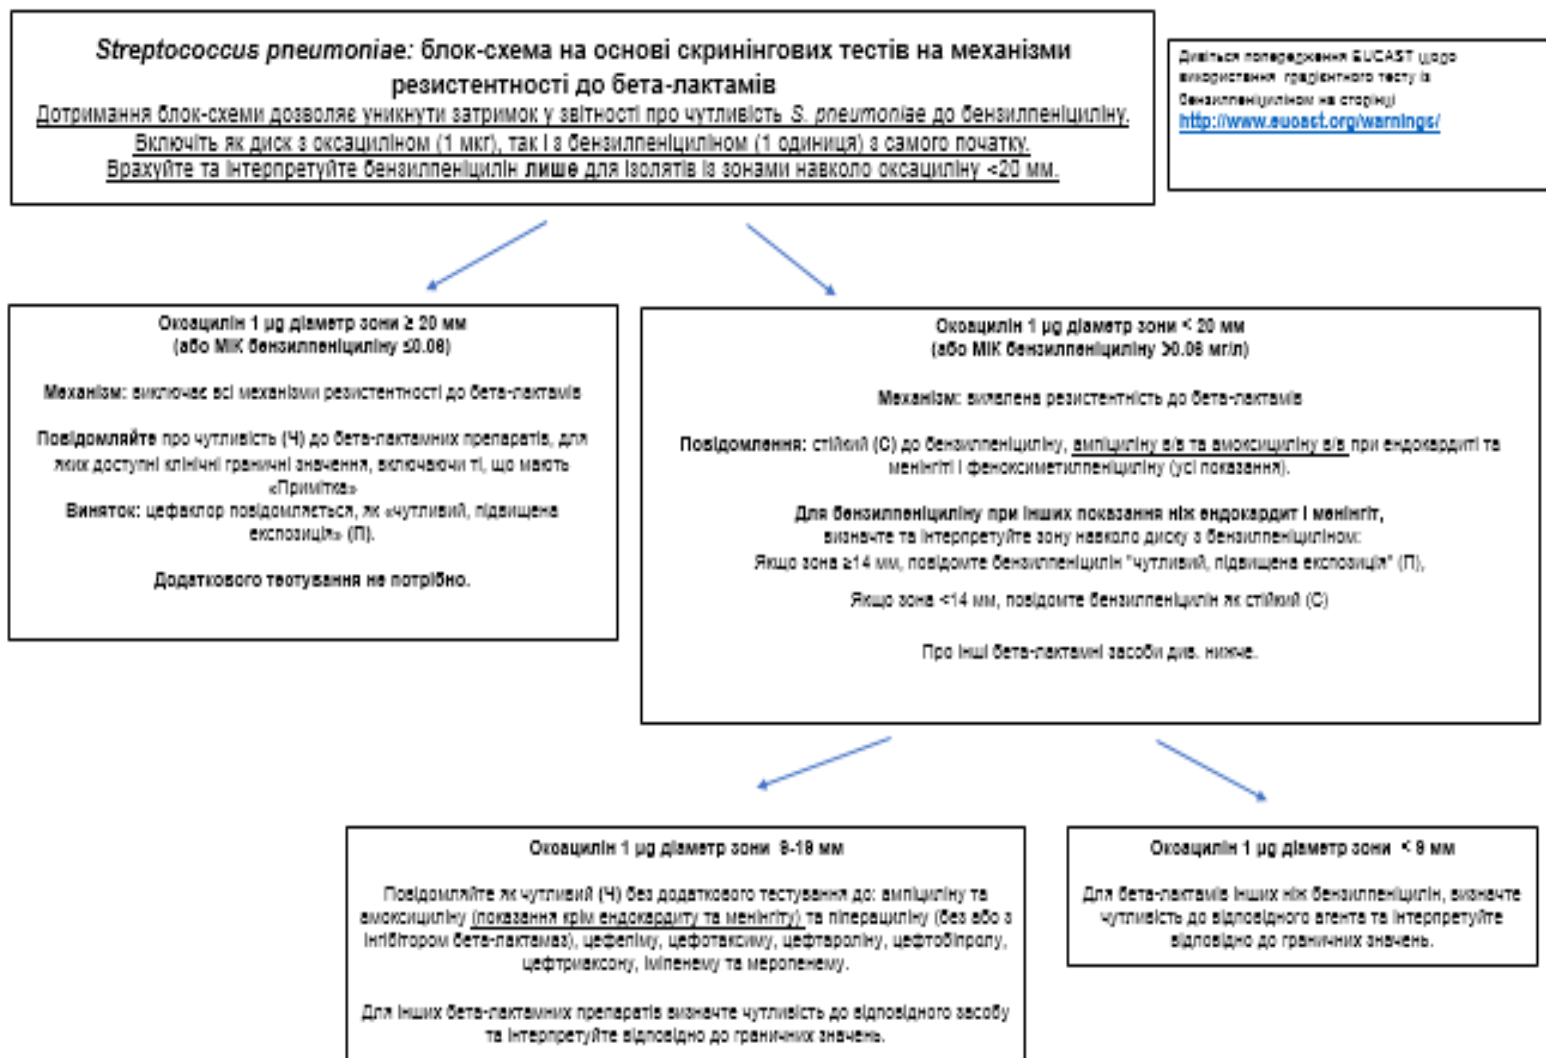 Streptococcus pneumoniae: блок-схема на основі скринінгових тестів на механізми
резистентності до бета-лактамів
Дотримання блок-схеми дозволяє уникнути затримок у звітності про чутливість S. pneumoniae до бензилпеніциліну.
Включіть як диск з оксациліном (1 мкг), так і з бензилпеніциліном (1 одиниця) з самого початку.
Врахуйте та інтерпретуйте бензилпеніцилін лише для ізолятів із зонами навколо оксациліну <20 мм.
Дивіться попередження EUCAST щодо
використання градієнтного тесту із
бензилпеніциліном на сторінці
http://www.eucast.org/warnings/
Оксацилін 1 µg діаметр зони ≥ 20 мм
(або МІК бензилпеніциліну ≤0.06)
Механізм: виключає всі механізми резистентності до бета-лактамів
Повідомляйте про чутливість (Ч) до бета-лактамних препаратів, для
яких доступні клінічні граничні значення, включаючи ті, що мають
«Примітка»
Виняток: цефаклор повідомляється, як «чутливий, підвищена
експозиція» (П).
Додаткового тестування не потрібно.
Оксацилін 1 µg діаметр зони < 20 мм
(або МІК бензилпеніциліну >0.06 мг/л)
Механізм: виявлена резистентність до бета-лактамів
Повідомлення: стійкий (С) до бензилпеніциліну, ампіциліну в/в та амоксициліну в/в при ендокардиті та
менінгіті і феноксиметилпеніциліну (усі показання).
Для бензилпеніциліну при інших показання ніж ендокардит і менінгіт,
визначте та інтерпретуйте зону навколо диску з бензилпеніциліном:
Якщо зона ≥14 мм, повідомте бензилпеніцилін "чутливий, підвищена експозиція" (П),
Якщо зона <14 мм, повідомте бензилпеніцилін як стійкий (С)
Про інші бета-лактамні засоби див. нижче.
Оксацилін 1 µg діаметр зони 9-19 мм
Повідомляйте як чутливий (Ч) без додаткового тестування до: ампіциліну та
амоксициліну (показання крім ендокардиту та менінгіту) та піперациліну (без або з
інгібітором бета-лактамаз), цефепіму, цефотаксиму, цефтароліну, цефтобіпролу,
цефтриаксону, іміпенему та меропенему.
Для інших бета-лактамних препаратів визначте чутливість до відповідного засобу
та інтерпретуйте відповідно до граничних значень.
Оксацилін 1 µg діаметр зони < 9 мм
Для бета-лактамів інших ніж бензилпеніцилін, визначте
чутливість до відповідного агента та інтерпретуйте
відповідно до граничних значень.